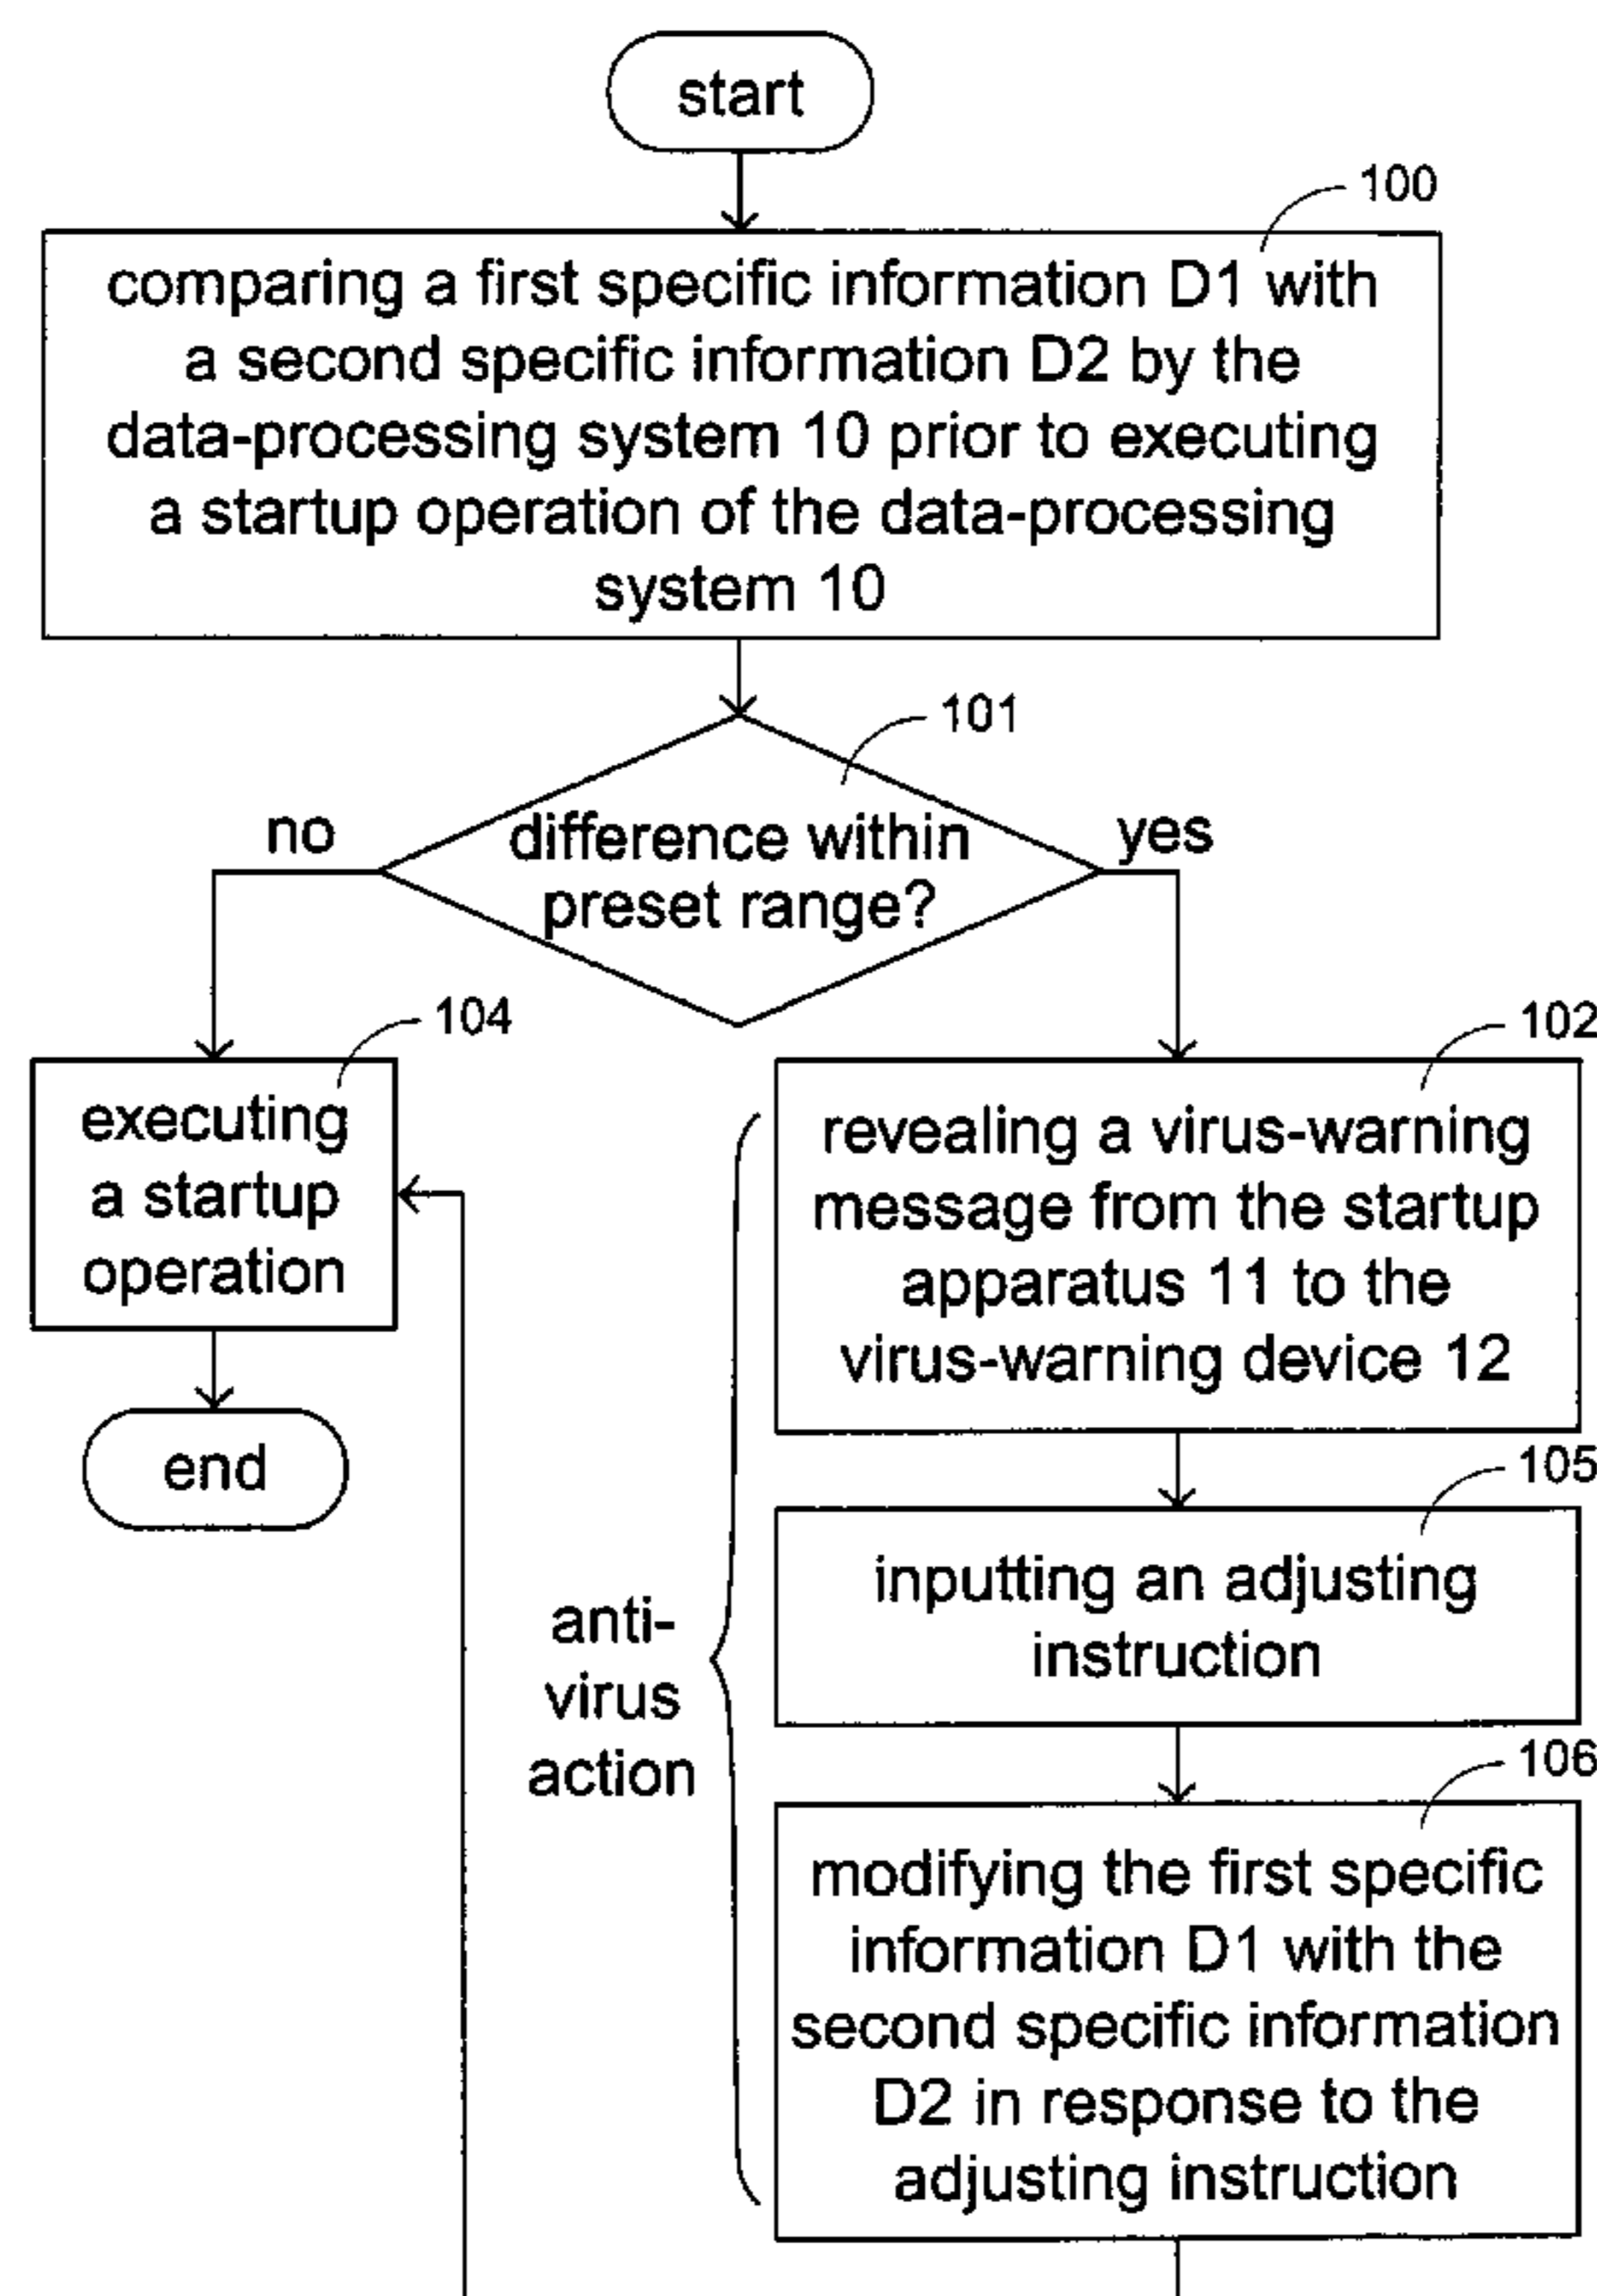 start
100
comparing a first specific information D1 with
a second specific information D2 by the
data-processing system 10 prior to executing
a startup operation of the data-processing
system 10
101
no
difference within
preset range?
yes
104
executing
a startup
operation
end
102
revealing a virus-warning
message from the startup
apparatus 11 to the
virus-warning device 12
105
inputting an adjusting
instruction
anti-
virus
action
106
modifying the first specific
information D1 with the
second specific information
D2 in response to the
adjusting instruction